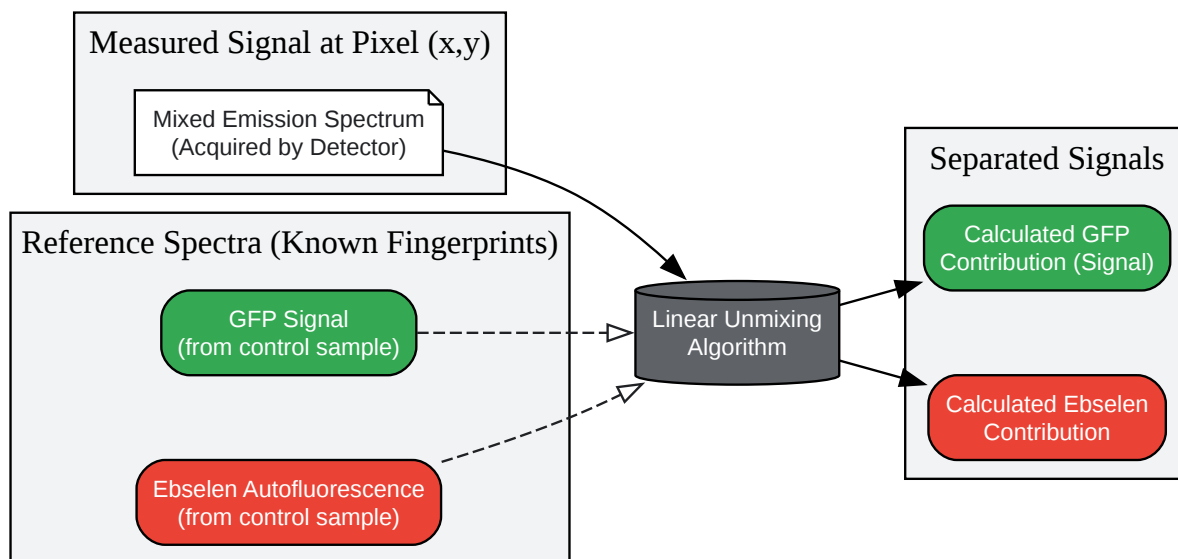 Measured Signal at Pixel (x,y)
Mixed Emission Spectrum
(Acquired by Detector)
Reference Spectra (Known Fingerprints)
GFP Signal
(from control sample)
Ebselen Autofluorescence
(from control sample)
Linear Unmixing
Algorithm
Separated Signals
Calculated GFP
Contribution (Signal)
Calculated Ebselen
Contribution